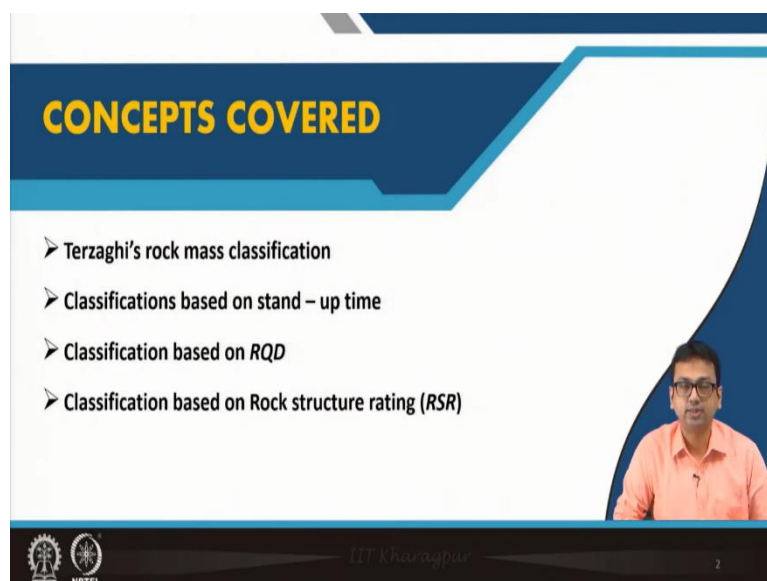 CONCEPTS COVERED
➢ Terzaghi's rock mass classification
➢ Classifications based on stand – up time
➢ Classification based on RQD
➢ Classification based on Rock structure rating (RSR)
IIT Kharagpur
2
NPTEL